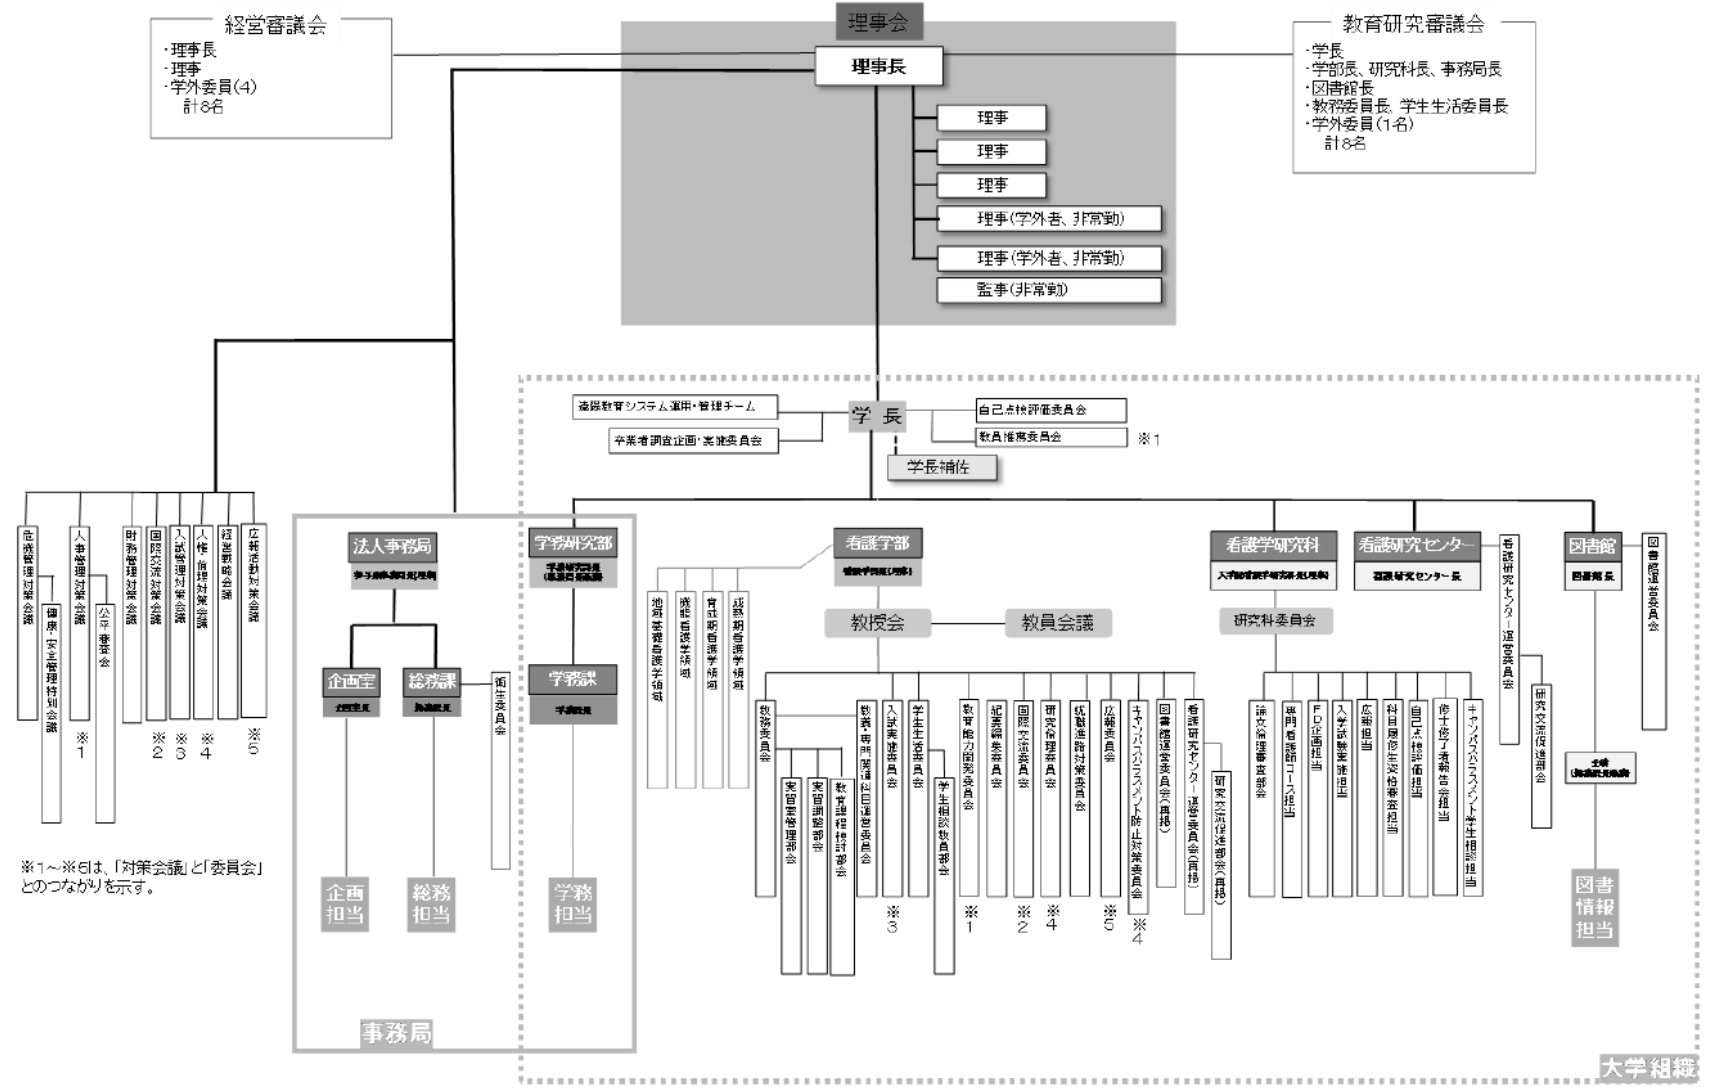 経営審議会
・理事長
・理事
・学外委員(4)
計8名
理事会
理事長
理事
理事
理事
理事(学外者、非常勤)
理事(学外者、非常勤)
監事(非常勤)
教育研究審議会
・学長
・学部長、研究科長、事務局長
・図書館長
・教務委員長、学生生活委員長
・学外委員(1名)
計8名
遠隔教育システム運用・管理チーム
卒業者調査企画・実施委員会
学 長
自己点検評価委員会
教員推薦委員会
※1
学長補佐
危機管理対策会議
健康・安全管理特別会議
人事管理対策会議
※1
公平審査会
財務管理対策会議
国際交流対策会議
※2
入試管理対策会議
※3
人権・倫理対策会議
※4
経営戦略会議
広報活動対策会議
※5
※1～※5は、「対策会議」と「委員会」
とのつながりを示す。
法人事務局
企画室
企画室長
総務課
総務課長
衛生委員会
企画
担当
総務
担当
事務局
学務研究部
学務課
学務課長
学務
担当
看護学部
地域基礎看護学領域
機能看護学領域
育成期看護学領域
成熟期看護学領域
教授会
教員会議
教務委員会
実習室管理部会
実習調整部会
教育課程検討部会
教養・専門関連科目運営委員会
入試実施委員会
※3
学生生活委員会
学生相談教員部会
教育能力開発委員会
※1
紀要編集委員会
国際交流委員会
※2
研究倫理委員会
※4
就職進路対策委員会
広報委員会
※5
キャンパスハラスメント防止対策委員会
※4
図書館運営委員会(再掲)
看護研究センター運営委員会(再掲)
研究交流促進部会(再掲)
看護学研究科
研究科委員会
論文倫理審査部会
専門看護師コース担当
FD企画担当
入学試験実施担当
広報担当
科目履修生資格審査担当
自己点検評価担当
修士修了者報告会担当
キャンパスハラスメント学生相談担当
看護研究センター
看護研究センター長
看護研究センター運営委員会
研究交流促進部会
図書館
図書館長
図書館運営委員会
図書
情報
担当
大学組織